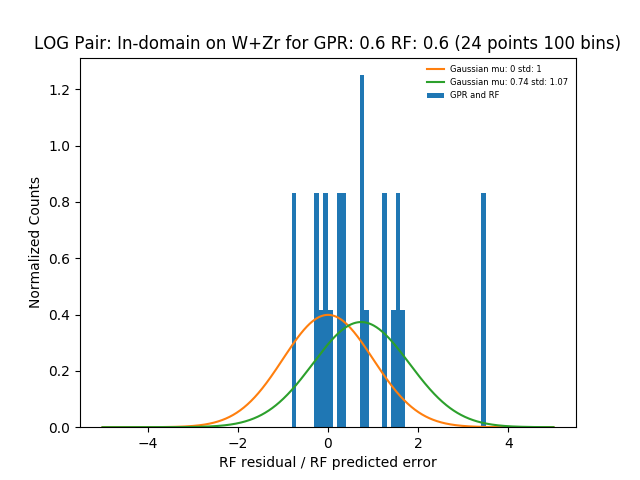 LOG Pair: In-domain on W+Zr for GPR: 0.6 RF: 0.6 (24 points 100 bins)
Gaussian mu: 0 std: 1
Gaussian mu: 0.74 std: 1.07
GPR and RF
Normalized Counts
1.2
1.0
0.8
0.6
0.4
0.2
0.0
−4 −2 0 2 4
RF residual / RF predicted error